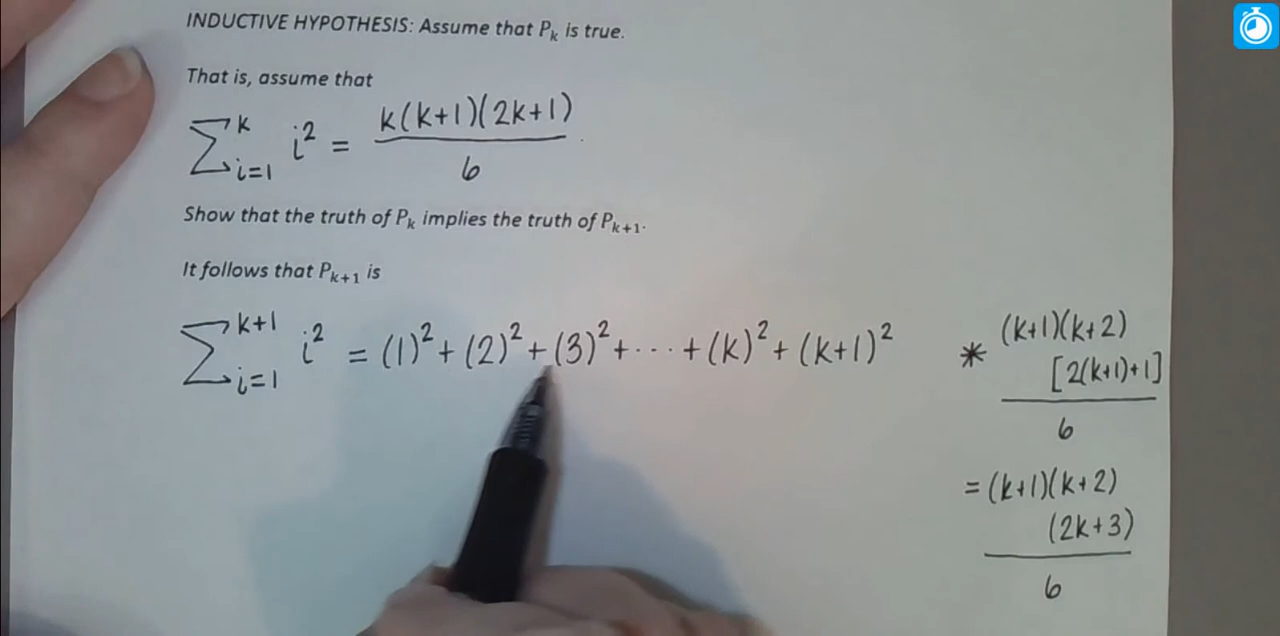 INDUCTIVE HYPOTHESIS: Assume that Pₖ is true.
That is, assume that
∑ᵢ₌₁ᵏ i² = k(k+1)(2k+1) / 6
Show that the truth of Pₖ implies the truth of Pₖ₊₁.
It follows that Pₖ₊₁ is
∑ᵢ₌₁ᵏ⁺¹ i² = (1)² + (2)² + (3)² + ··· + (k)² + (k+1)²
* (k+1)(k+2)
[2(k+1)+1]
6
= (k+1)(k+2)
(2k+3)
6